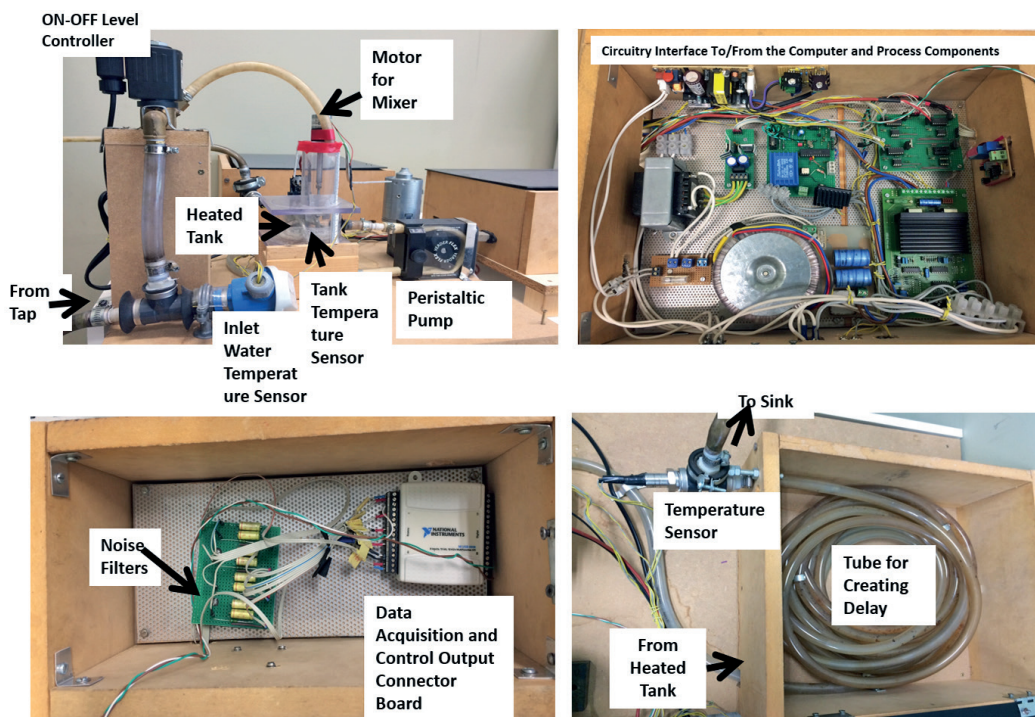 ON-OFF Level
Controller
Motor
for
Mixer
Heated
Tank
From
Tap
Inlet
Water
Temperat
ure Sensor
Tank
Tempera
ture
Sensor
Peristaltic
Pump
Circuitry Interface To/From the Computer and Process Components
Noise
Filters
NATIONAL
INSTRUMENTS
Data
Acquisition and
Control Output
Connector
Board
To Sink
Temperature
Sensor
Tube for
Creating
Delay
From
Heated
Tank